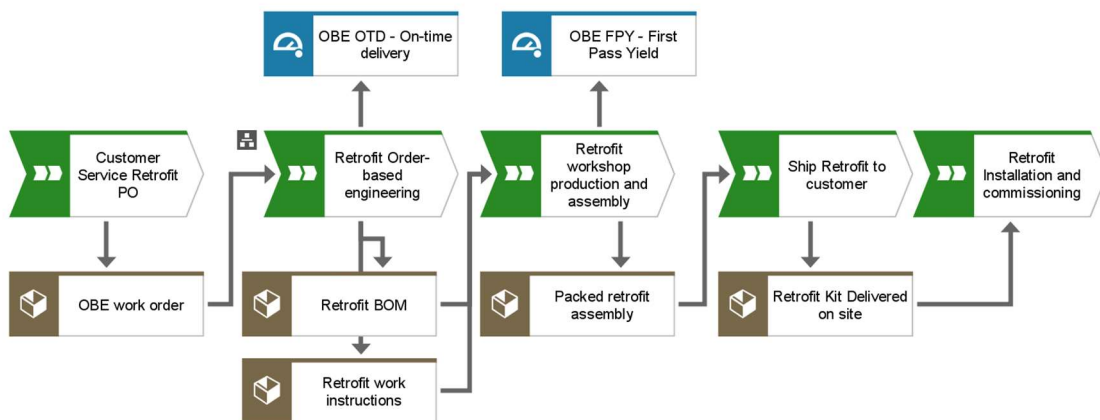 OBE OTD - On-time
delivery
OBE FPY - First
Pass Yield
Customer
Service Retrofit
PO
Retrofit Order-
based
engineering
Retrofit
workshop
production and
assembly
Ship Retrofit to
customer
Retrofit
Installation and
commissioning
OBE work order
Retrofit BOM
Packed retrofit
assembly
Retrofit Kit Delivered
on site
Retrofit work
instructions